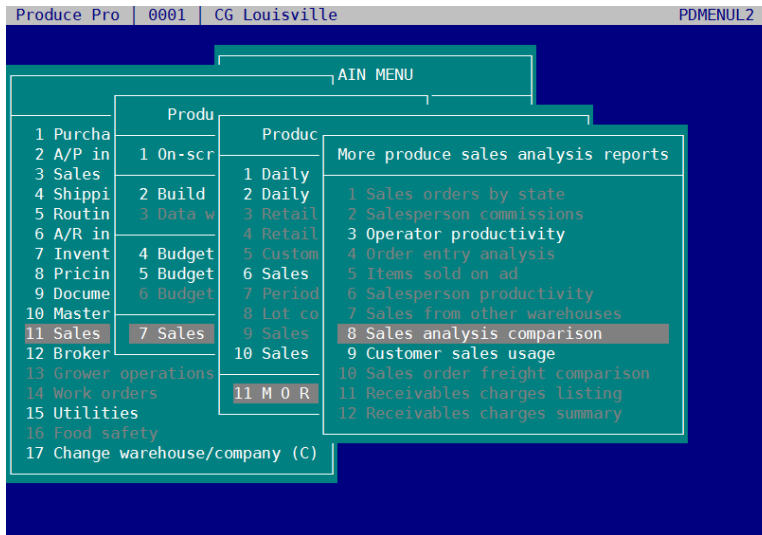 Produce Pro | 0001 | CG Louisville PDMENUL2
AIN MENU
1 Purcha
2 A/P in
3 Sales
4 Shippi
5 Routin
6 A/R in
7 Invent
8 Pricin
9 Docume
10 Master
11 Sales
12 Broker
13 Grower operations
14 Work orders
15 Utilities
16 Food safety
17 Change warehouse/company (C)
Produ
1 On-scr
2 Build
3 Data w
4 Budget
5 Budget
6 Budget
7 Sales
Produc
1 Daily
2 Daily
3 Retail
4 Retail
5 Custom
6 Sales
7 Period
8 Lot co
9 Sales
10 Sales
11 M O R
More produce sales analysis reports
1 Sales orders by state
2 Salesperson commissions
3 Operator productivity
4 Order entry analysis
5 Items sold on ad
6 Salesperson productivity
7 Sales from other warehouses
8 Sales analysis comparison
9 Customer sales usage
10 Sales order freight comparison
11 Receivables charges listing
12 Receivables charges summary